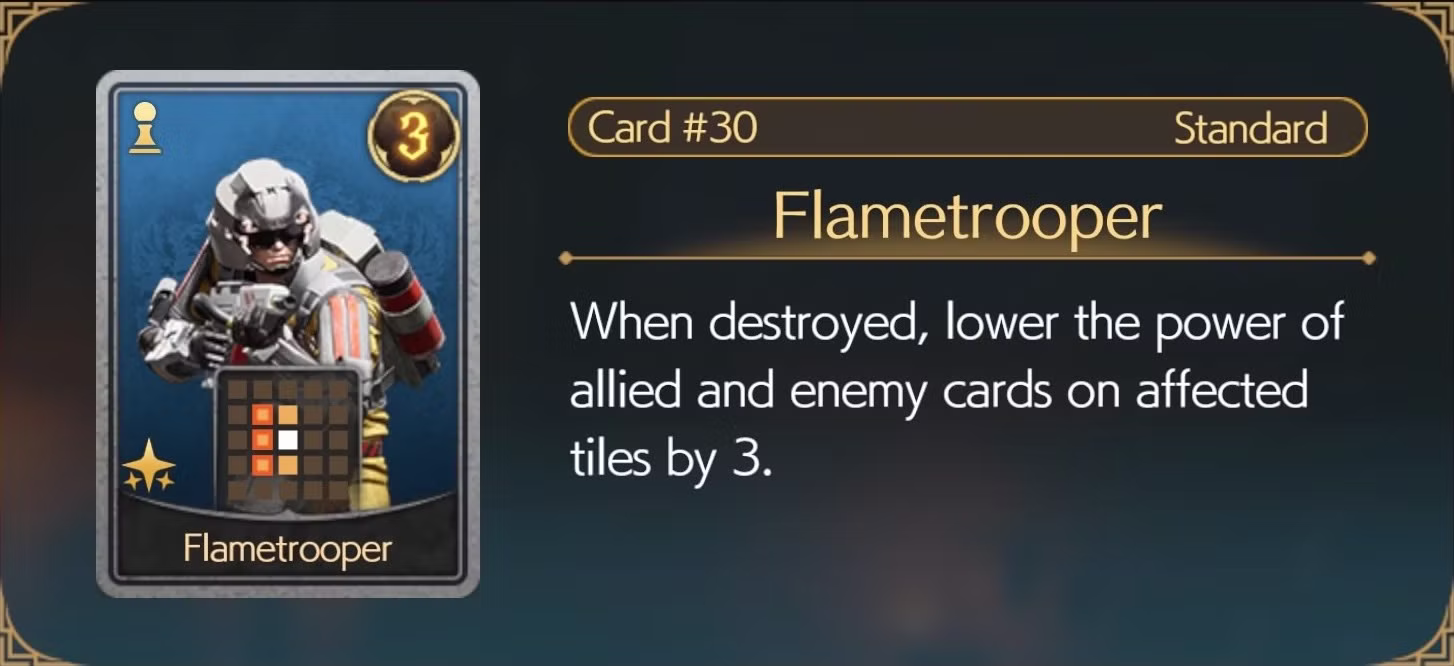 3
Flametrooper
Card #30 Standard
Flametrooper
When destroyed, lower the power of
allied and enemy cards on affected
tiles by 3.